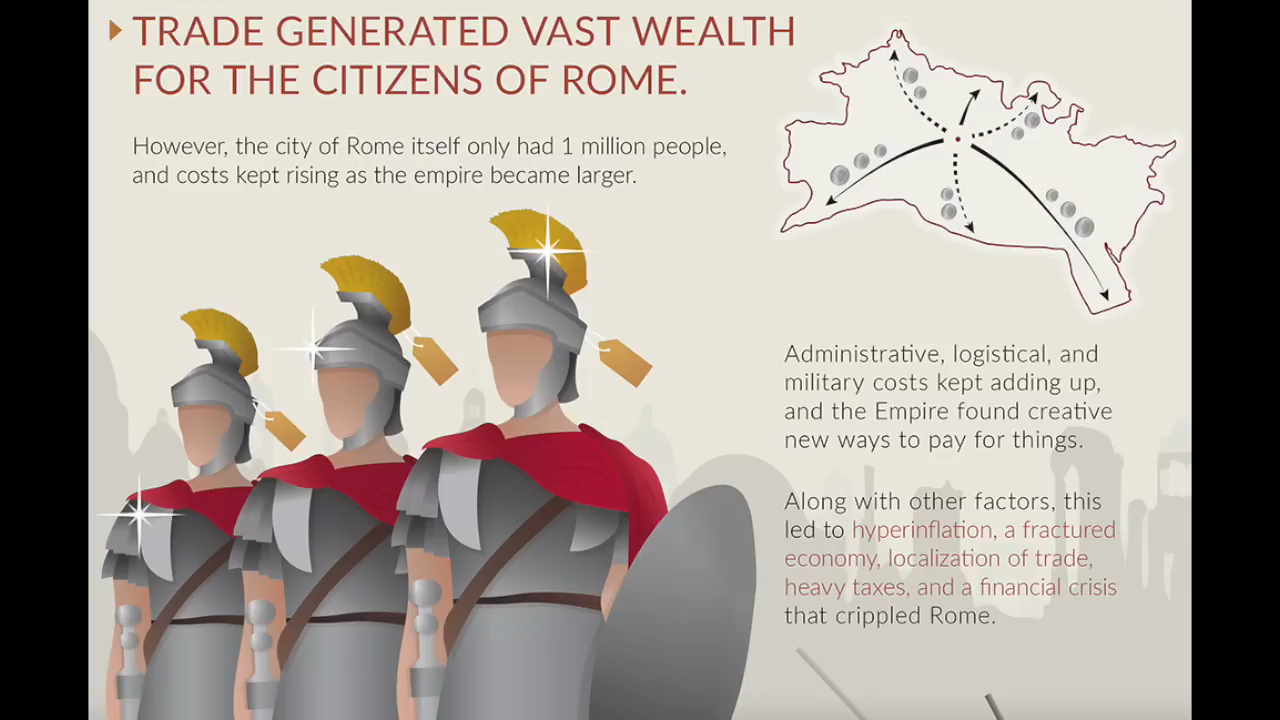 TRADE GENERATED VAST WEALTH
FOR THE CITIZENS OF ROME.
However, the city of Rome itself only had 1 million people,
and costs kept rising as the empire became larger.
Administrative, logistical, and
military costs kept adding up,
and the Empire found creative
new ways to pay for things.
Along with other factors, this
led to hyperinflation, a fractured
economy, localization of trade,
heavy taxes, and a financial crisis
that crippled Rome.